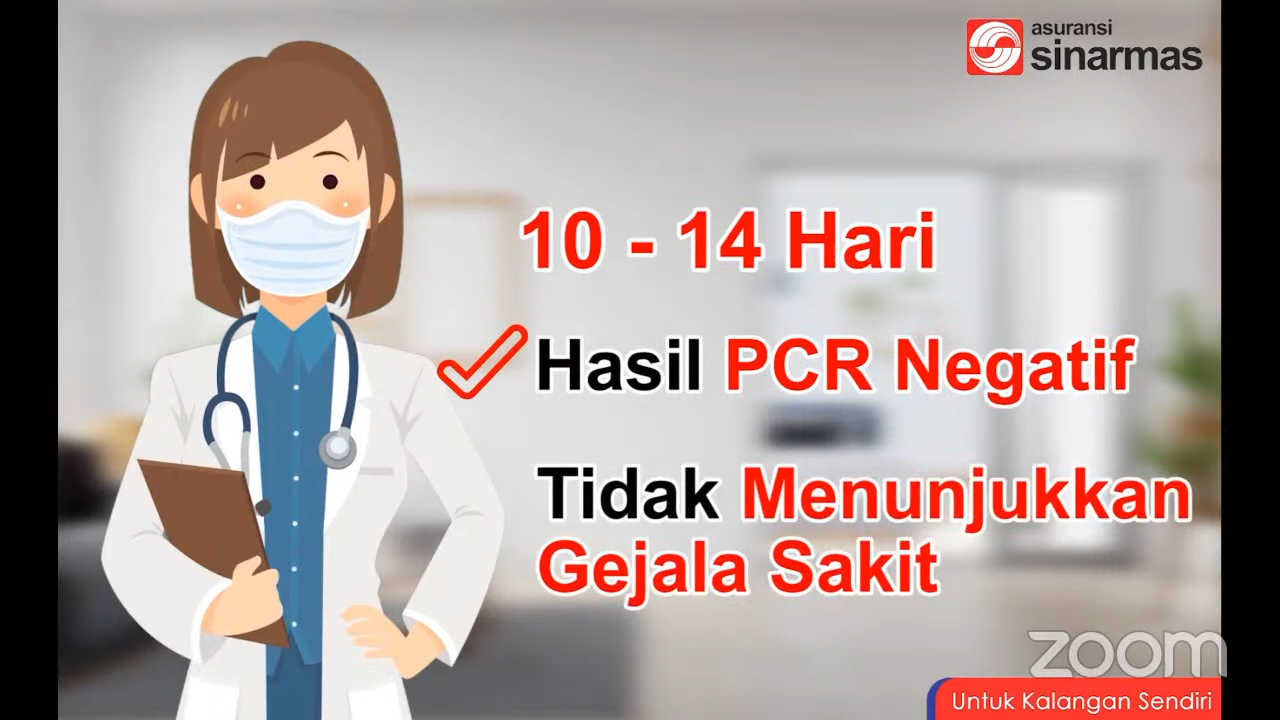 asuransi
sinarmas
10 - 14 Hari
Hasil PCR Negatif
Tidak Menunjukkan
Gejala Sakit
zoom
Untuk Kalangan Sendiri